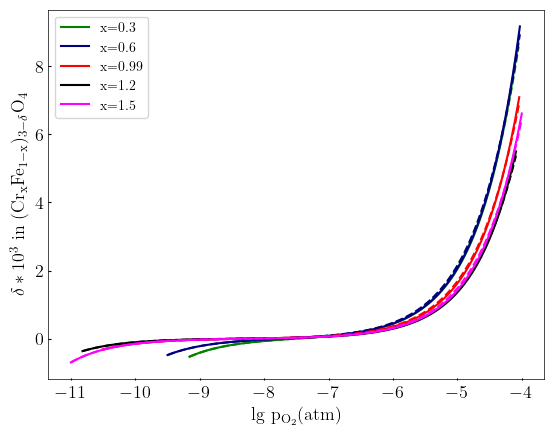 x=0.3
x=0.6
x=0.99
x=1.2
x=1.5
δ ∗ 10³ in (CrₓFe₁₋ₓ)₃₋δO₄
8
6
4
2
0
−11 −10 −9 −8 −7 −6 −5 −4
lg p_O₂(atm)